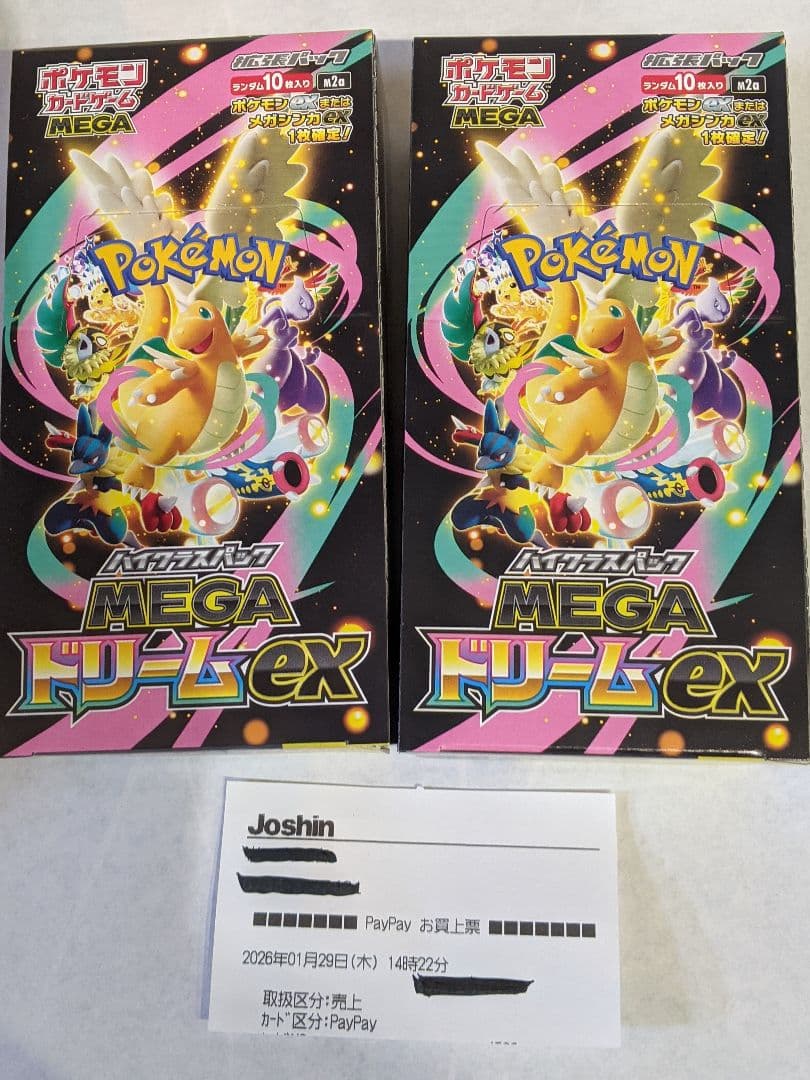 ポケモン
カードゲーム
MEGA
拡張パック
ランダム10枚入り
M2a
ポケモンexまたは
メガシンカex
1枚確定!
POKéMON
TM
ハイクラスパック
MEGA
ドリームex
ポケモン
カードゲーム
MEGA
拡張パック
ランダム10枚入り
M2a
ポケモンexまたは
メガシンカex
1枚確定!
POKéMON
TM
ハイクラスパック
MEGA
ドリームex
Joshin
■■■■■■■ PayPay お買上票 ■■■■■■■
2026年01月29日(木) 14時22分
取扱区分:売上
カード区分:PayPay